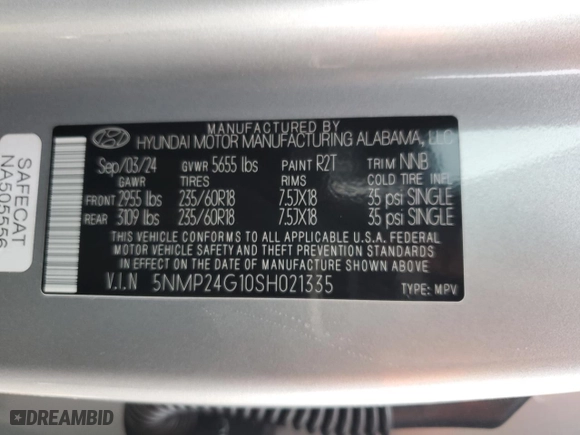 MANUFACTURED BY
HYUNDAI MOTOR MANUFACTURING ALABAMA, LLC
Sep/03/24 GVWR 5655 lbs PAINT R2T TRIM NNB
GAWR TIRES RIMS COLD TIRE INFL
FRONT 2955 lbs 235/60R18 7.5JX18 35 psi SINGLE
REAR 3109 lbs 235/60R18 7.5JX18 35 psi SINGLE
THIS VEHICLE CONFORMS TO ALL APPLICABLE U.S.A. FEDERAL
MOTOR VEHICLE SAFETY AND THEFT PREVENTION STANDARDS
IN EFFECT ON THE DATE OF MANUFACTURE SHOWN ABOVE.
V.I.N 5NMP24G10SH021335 TYPE: MPV
SAFECAT
NA505556
DREAMBID